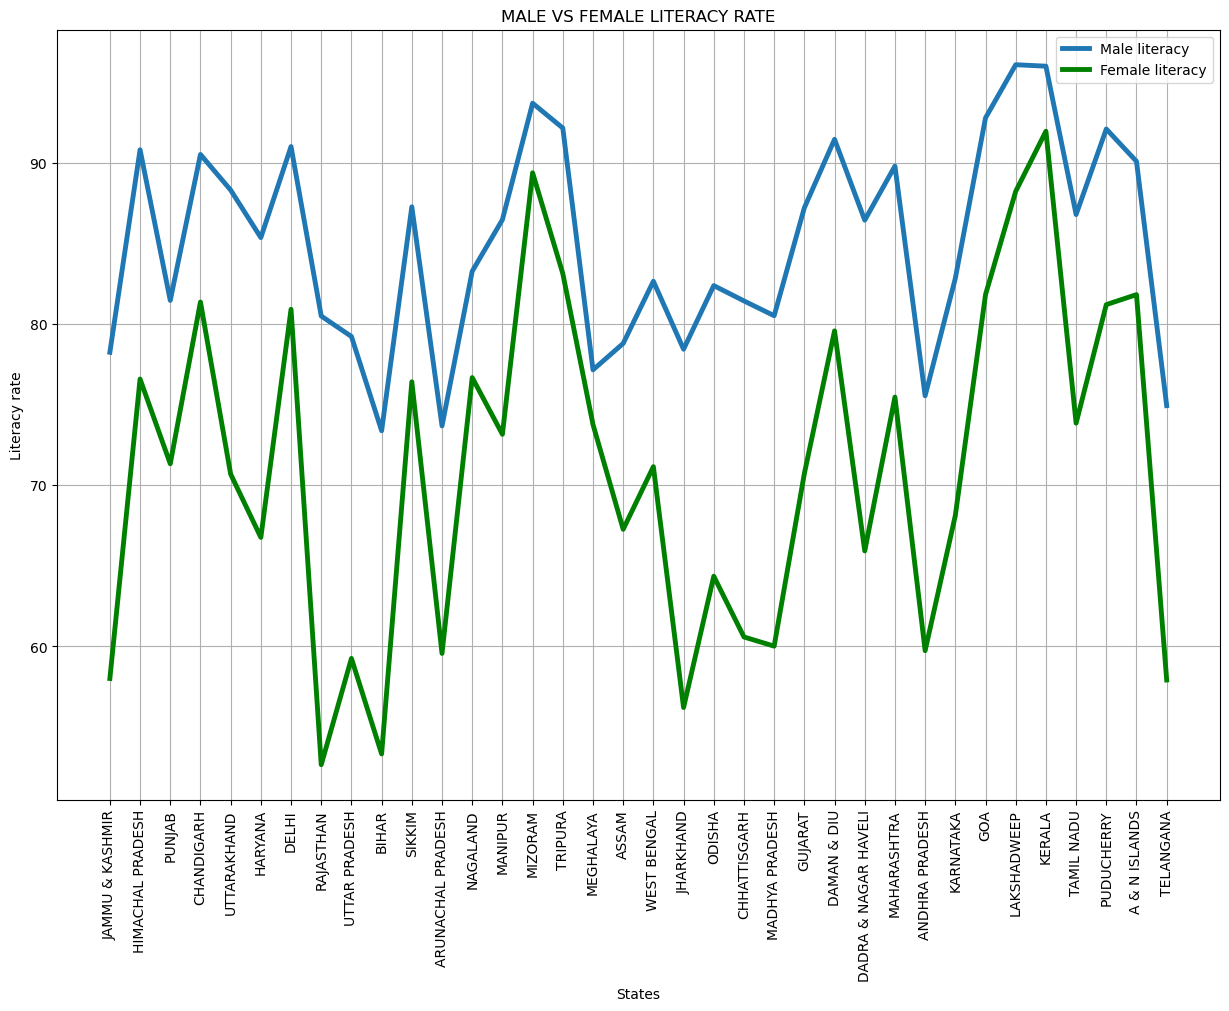 MALE VS FEMALE LITERACY RATE
Male literacy
Female literacy
Literacy rate
90
80
70
60
JAMMU & KASHMIR
HIMACHAL PRADESH
PUNJAB
CHANDIGARH
UTTARAKHAND
HARYANA
DELHI
RAJASTHAN
UTTAR PRADESH
BIHAR
SIKKIM
ARUNACHAL PRADESH
NAGALAND
MANIPUR
MIZORAM
TRIPURA
MEGHALAYA
ASSAM
WEST BENGAL
JHARKHAND
ODISHA
CHHATTISGARH
MADHYA PRADESH
GUJARAT
DAMAN & DIU
DADRA & NAGAR HAVELI
MAHARASHTRA
ANDHRA PRADESH
KARNATAKA
GOA
LAKSHADWEEP
KERALA
TAMIL NADU
PUDUCHERRY
A & N ISLANDS
TELANGANA
States